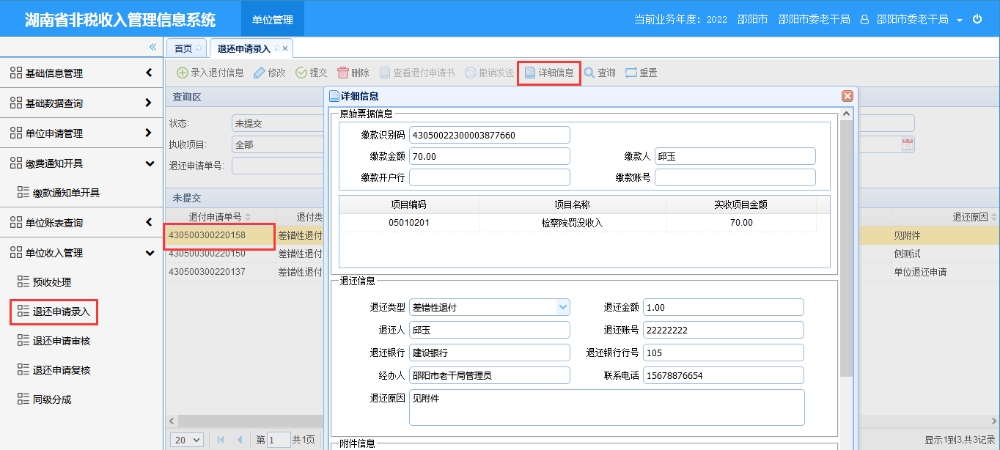 湖南省非税收入管理信息系统 单位管理 当前业务年度: 2022 邵阳市 邵阳市委老干局 邵阳市委老干局
首页 退还申请录入
录入退付信息 修改 提交 删除 查看退付申请书 撤销发送 详细信息 查询 重置
基础信息管理
基础数据查询
单位申请管理
缴费通知开具
缴款通知单开具
单位账表查询
单位收入管理
预收处理
退还申请录入
退还申请审核
退还申请复核
同级分成
查询区
状态: 未提交
执收项目: 全部
退还申请单号:
未提交
退付申请单号 退付类 退还原因
430500300220158 差错性退付 见附件
430500300220150 差错性退付 侧测试
430500300220137 差错性退付 单位退还申请
详细信息
原始票据信息
缴款识别码 43050022300003877660
缴款金额 70.00 缴款人 邱玉
缴款开户行 缴款账号
项目编码 项目名称 实收项目金额
05010201 检察院罚没收入 70.00
退还信息
退还类型 差错性退付 退还金额 1.00
退还人 邱玉 退还账号 22222222
退还银行 建设银行 退还银行行号 105
经办人 邵阳市老干局管理员 联系电话 15678876654
退还原因 见附件
附件信息
20 第 1 共1页 显示1到3,共3记录